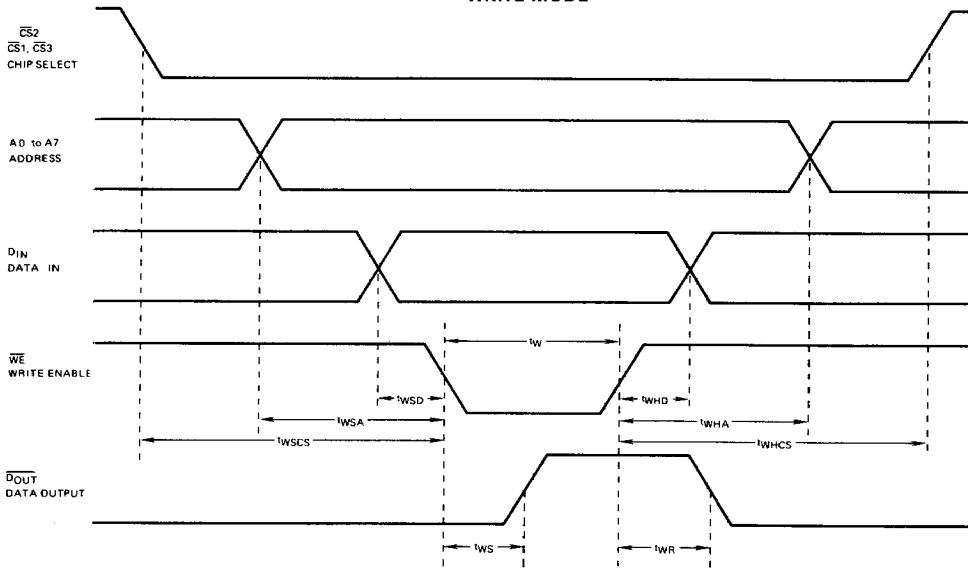 WRITE MODE
CS2
CS1, CS3
CHIP SELECT
A0 to A7
ADDRESS
DIN
DATA IN
WE
WRITE ENABLE
tW
tWSD
tWHD
tWSA
tWHA
tWSCS
tWHCS
DOUT
DATA OUTPUT
tWS
tWR